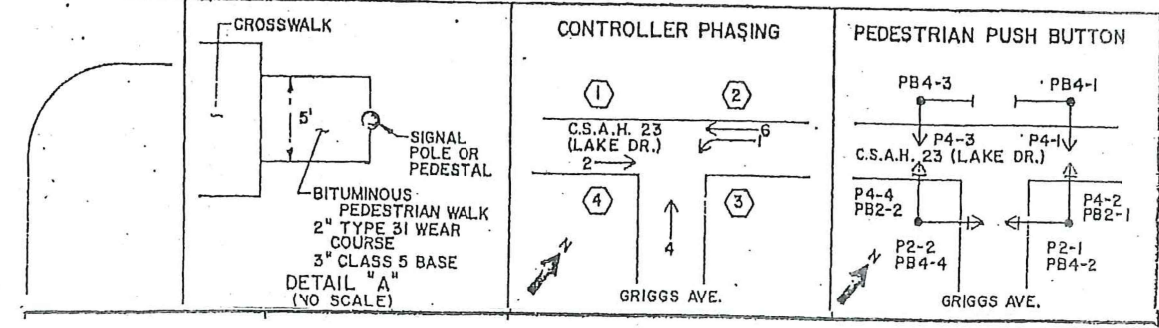 CROSSWALK
5'
SIGNAL
POLE OR
PEDESTAL
BITUMINOUS
PEDESTRIAN WALK
2" TYPE 31 WEAR
COURSE
3" CLASS 5 BASE
DETAIL "A"
(NO SCALE)
CONTROLLER PHASING
1
2
C.S.A.H. 23
(LAKE DR.)
6
1
2
4
3
4
N
GRIGGS AVE.
PEDESTRIAN PUSH BUTTON
PB4-3
PB4-1
P4-3
P4-1
C.S.A.H. 23 (LAKE DR.)
P4-4
PB2-2
P4-2
PB2-1
P2-2
PB4-4
P2-1
PB4-2
N
GRIGGS AVE.